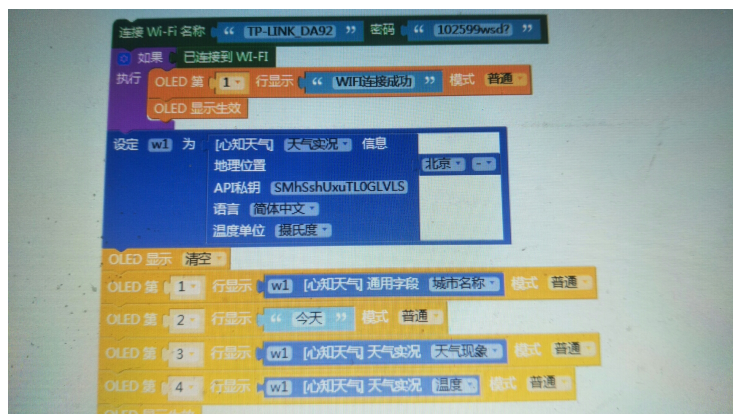 连接 Wi-Fi 名称 “ TP-LINK_DA92 ” 密码 “ 102599wsd? ”
如果 已连接到 WI-FI
执行 OLED 第 1 行显示 “ WIFI连接成功 ” 模式 普通
OLED 显示生效
设定 w1 为 [心知天气] 天气实况 信息
地理位置 北京 -
API私钥 SMhSshUxuTL0GLVLS
语言 简体中文
温度单位 摄氏度
OLED 显示 清空
OLED 第 1 行显示 w1 [心知天气] 通用字段 城市名称 模式 普通
OLED 第 2 行显示 “ 今天 ” 模式 普通
OLED 第 3 行显示 w1 [心知天气] 天气实况 天气现象 模式 普通
OLED 第 4 行显示 w1 [心知天气] 天气实况 温度 模式 普通
OLED 显示生效